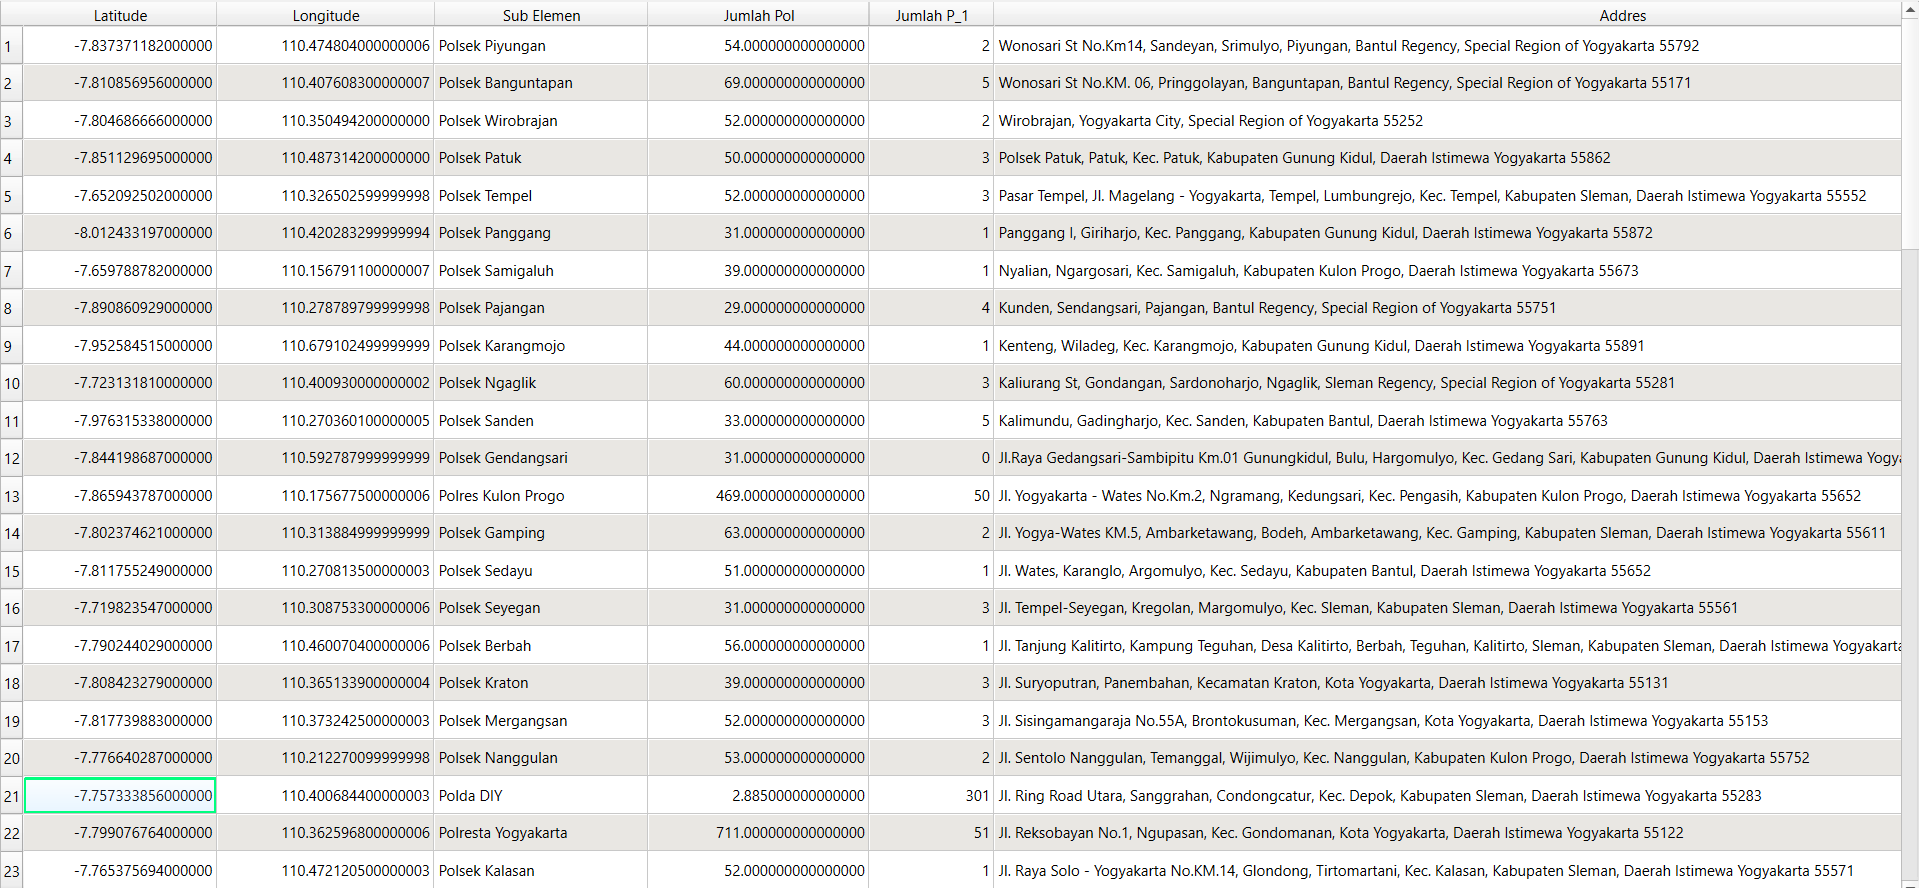 Latitude Longitude Sub Elemen Jumlah Pol Jumlah P_1 Addres
1 -7.837371182000000 110.474804000000006 Polsek Piyungan 54.000000000000000 2 Wonosari St No.Km14, Sandeyan, Srimulyo, Piyungan, Bantul Regency, Special Region of Yogyakarta 55792
2 -7.810856956000000 110.407608300000007 Polsek Banguntapan 69.000000000000000 5 Wonosari St No.KM. 06, Pringgolayan, Banguntapan, Bantul Regency, Special Region of Yogyakarta 55171
3 -7.804686666000000 110.350494200000000 Polsek Wirobrajan 52.000000000000000 2 Wirobrajan, Yogyakarta City, Special Region of Yogyakarta 55252
4 -7.851129695000000 110.487314200000000 Polsek Patuk 50.000000000000000 3 Polsek Patuk, Patuk, Kec. Patuk, Kabupaten Gunung Kidul, Daerah Istimewa Yogyakarta 55862
5 -7.652092502000000 110.326502599999998 Polsek Tempel 52.000000000000000 3 Pasar Tempel, Jl. Magelang - Yogyakarta, Tempel, Lumbungrejo, Kec. Tempel, Kabupaten Sleman, Daerah Istimewa Yogyakarta 55552
6 -8.012433197000000 110.420283299999994 Polsek Panggang 31.000000000000000 1 Panggang I, Giriharjo, Kec. Panggang, Kabupaten Gunung Kidul, Daerah Istimewa Yogyakarta 55872
7 -7.659788782000000 110.156791100000007 Polsek Samigaluh 39.000000000000000 1 Nyalian, Ngargosari, Kec. Samigaluh, Kabupaten Kulon Progo, Daerah Istimewa Yogyakarta 55673
8 -7.890860929000000 110.278789799999998 Polsek Pajangan 29.000000000000000 4 Kunden, Sendangsari, Pajangan, Bantul Regency, Special Region of Yogyakarta 55751
9 -7.952584515000000 110.679102499999999 Polsek Karangmojo 44.000000000000000 1 Kenteng, Wiladeg, Kec. Karangmojo, Kabupaten Gunung Kidul, Daerah Istimewa Yogyakarta 55891
10 -7.723131810000000 110.400930000000002 Polsek Ngaglik 60.000000000000000 3 Kaliurang St, Gondangan, Sardonoharjo, Ngaglik, Sleman Regency, Special Region of Yogyakarta 55281
11 -7.976315338000000 110.270360100000005 Polsek Sanden 33.000000000000000 5 Kalimundu, Gadingharjo, Kec. Sanden, Kabupaten Bantul, Daerah Istimewa Yogyakarta 55763
12 -7.844198687000000 110.592787999999999 Polsek Gendangsari 31.000000000000000 0 Jl.Raya Gedangsari-Sambipitu Km.01 Gunungkidul, Bulu, Hargomulyo, Kec. Gedang Sari, Kabupaten Gunung Kidul, Daerah Istimewa Yogy
13 -7.865943787000000 110.175677500000006 Polres Kulon Progo 469.000000000000000 50 Jl. Yogyakarta - Wates No.Km.2, Ngramang, Kedungsari, Kec. Pengasih, Kabupaten Kulon Progo, Daerah Istimewa Yogyakarta 55652
14 -7.802374621000000 110.313884999999999 Polsek Gamping 63.000000000000000 2 Jl. Yogya-Wates KM.5, Ambarketawang, Bodeh, Ambarketawang, Kec. Gamping, Kabupaten Sleman, Daerah Istimewa Yogyakarta 55611
15 -7.811755249000000 110.270813500000003 Polsek Sedayu 51.000000000000000 1 Jl. Wates, Karanglo, Argomulyo, Kec. Sedayu, Kabupaten Bantul, Daerah Istimewa Yogyakarta 55652
16 -7.719823547000000 110.308753300000006 Polsek Seyegan 31.000000000000000 3 Jl. Tempel-Seyegan, Kregolan, Margomulyo, Kec. Sleman, Kabupaten Sleman, Daerah Istimewa Yogyakarta 55561
17 -7.790244029000000 110.460070400000006 Polsek Berbah 56.000000000000000 1 Jl. Tanjung Kalitirto, Kampung Teguhan, Desa Kalitirto, Berbah, Teguhan, Kalitirto, Sleman, Kabupaten Sleman, Daerah Istimewa Yogyakarta
18 -7.808423279000000 110.365133900000004 Polsek Kraton 39.000000000000000 3 Jl. Suryoputran, Panembahan, Kecamatan Kraton, Kota Yogyakarta, Daerah Istimewa Yogyakarta 55131
19 -7.817739883000000 110.373242500000003 Polsek Mergangsan 52.000000000000000 3 Jl. Sisingamangaraja No.55A, Brontokusuman, Kec. Mergangsan, Kota Yogyakarta, Daerah Istimewa Yogyakarta 55153
20 -7.776640287000000 110.212270099999998 Polsek Nanggulan 53.000000000000000 2 Jl. Sentolo Nanggulan, Temanggal, Wijimulyo, Kec. Nanggulan, Kabupaten Kulon Progo, Daerah Istimewa Yogyakarta 55752
21 -7.757333856000000 110.400684400000003 Polda DIY 2.885000000000000 301 Jl. Ring Road Utara, Sanggrahan, Condongcatur, Kec. Depok, Kabupaten Sleman, Daerah Istimewa Yogyakarta 55283
22 -7.799076764000000 110.362596800000006 Polresta Yogyakarta 711.000000000000000 51 Jl. Reksobayan No.1, Ngupasan, Kec. Gondomanan, Kota Yogyakarta, Daerah Istimewa Yogyakarta 55122
23 -7.765375694000000 110.472120500000003 Polsek Kalasan 52.000000000000000 1 Jl. Raya Solo - Yogyakarta No.KM.14, Glondong, Tirtomartani, Kec. Kalasan, Kabupaten Sleman, Daerah Istimewa Yogyakarta 55571